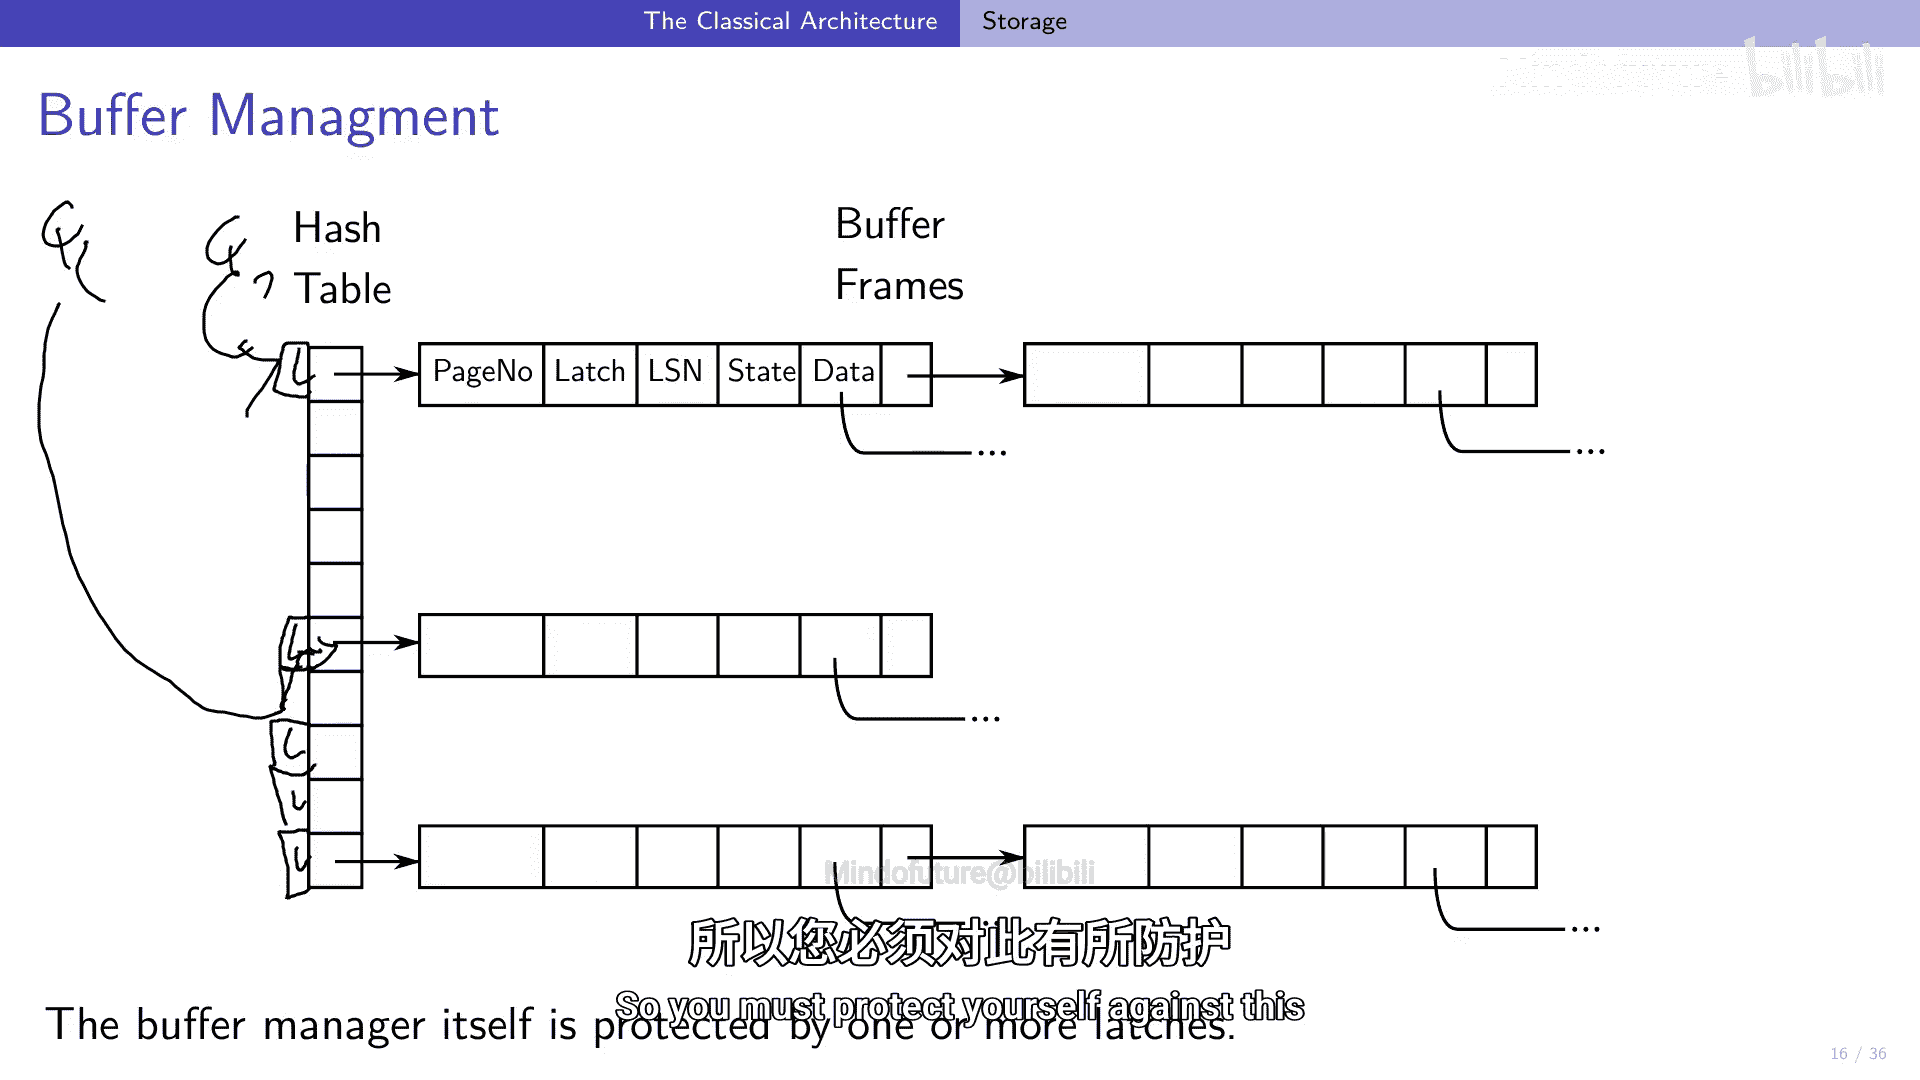 The Classical Architecture Storage
bilibili
Buffer Managment
Hash
Table
Buffer
Frames
PageNo Latch LSN State Data
...
...
...
...
Mindofuture@bilibili
所以您必须对此有所防护
So you must protect yourself against this
The buffer manager itself is protected by one or more latches.
16 / 36